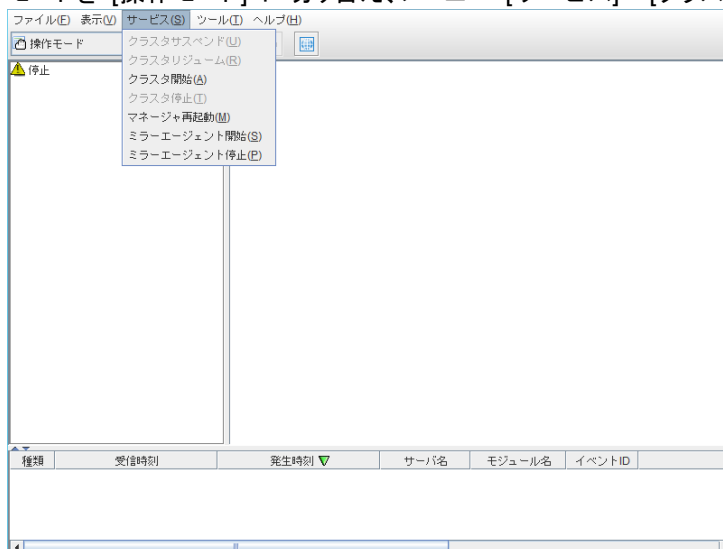 ファイル(F) 表示(V) サービス(S) ツール(T) ヘルプ(H)
操作モード
クラスタサスペンド(U)
クラスタリジューム(R)
クラスタ開始(A)
クラスタ停止(T)
マネージャ再起動(M)
ミラーエージェント開始(S)
ミラーエージェント停止(P)
停止
種類 受信時刻 発生時刻 サーバ名 モジュール名 イベントID